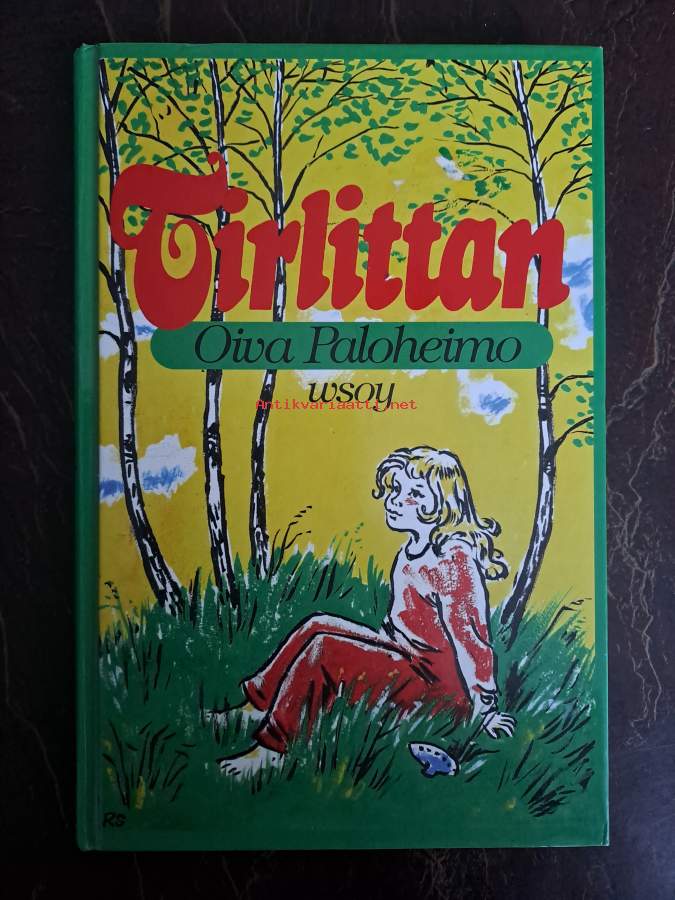 Tirlittan
Oiva Paloheimo
wsoy
Antikvariaatti.net
RS